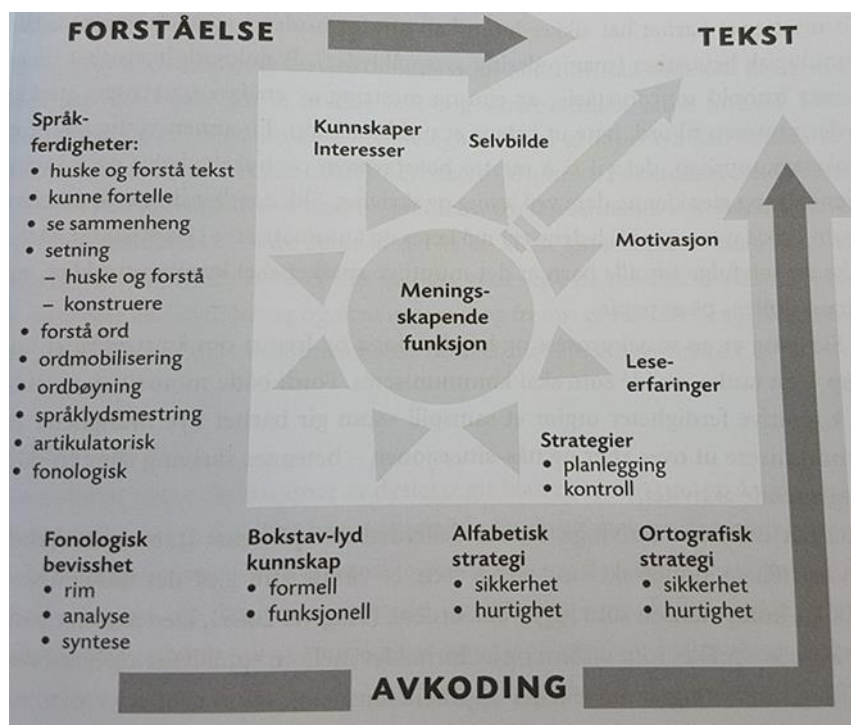 FORSTÅELSE
TEKST
Språk-
ferdigheter:
• huske og forstå tekst
• kunne fortelle
• se sammenheng
• setning
– huske og forstå
– konstruere
• forstå ord
• ordmobilisering
• ordbøyning
• språklydsmestring
• artikulatorisk
• fonologisk
Kunnskaper
Interesser
Selvbilde
Motivasjon
Menings-
skapende
funksjon
Lese-
erfaringer
Strategier
• planlegging
• kontroll
Fonologisk
bevissthet
• rim
• analyse
• syntese
Bokstav-lyd
kunnskap
• formell
• funksjonell
Alfabetisk
strategi
• sikkerhet
• hurtighet
Ortografisk
strategi
• sikkerhet
• hurtighet
AVKODING